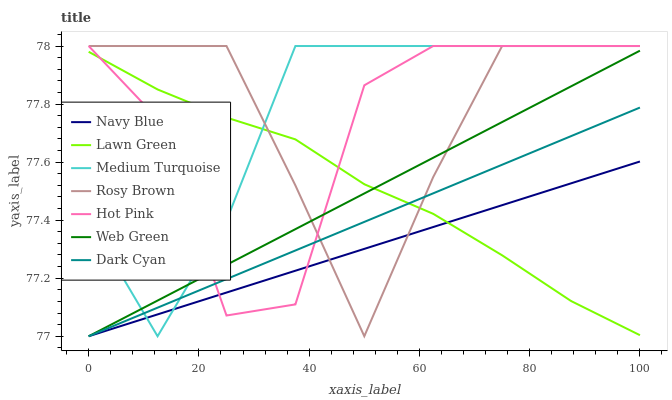 title
yaxis_label
78
77.8
77.6
77.4
77.2
77
Navy Blue
Lawn Green
Medium Turquoise
Rosy Brown
Hot Pink
Web Green
Dark Cyan
0
20
40
60
80
100
xaxis_label